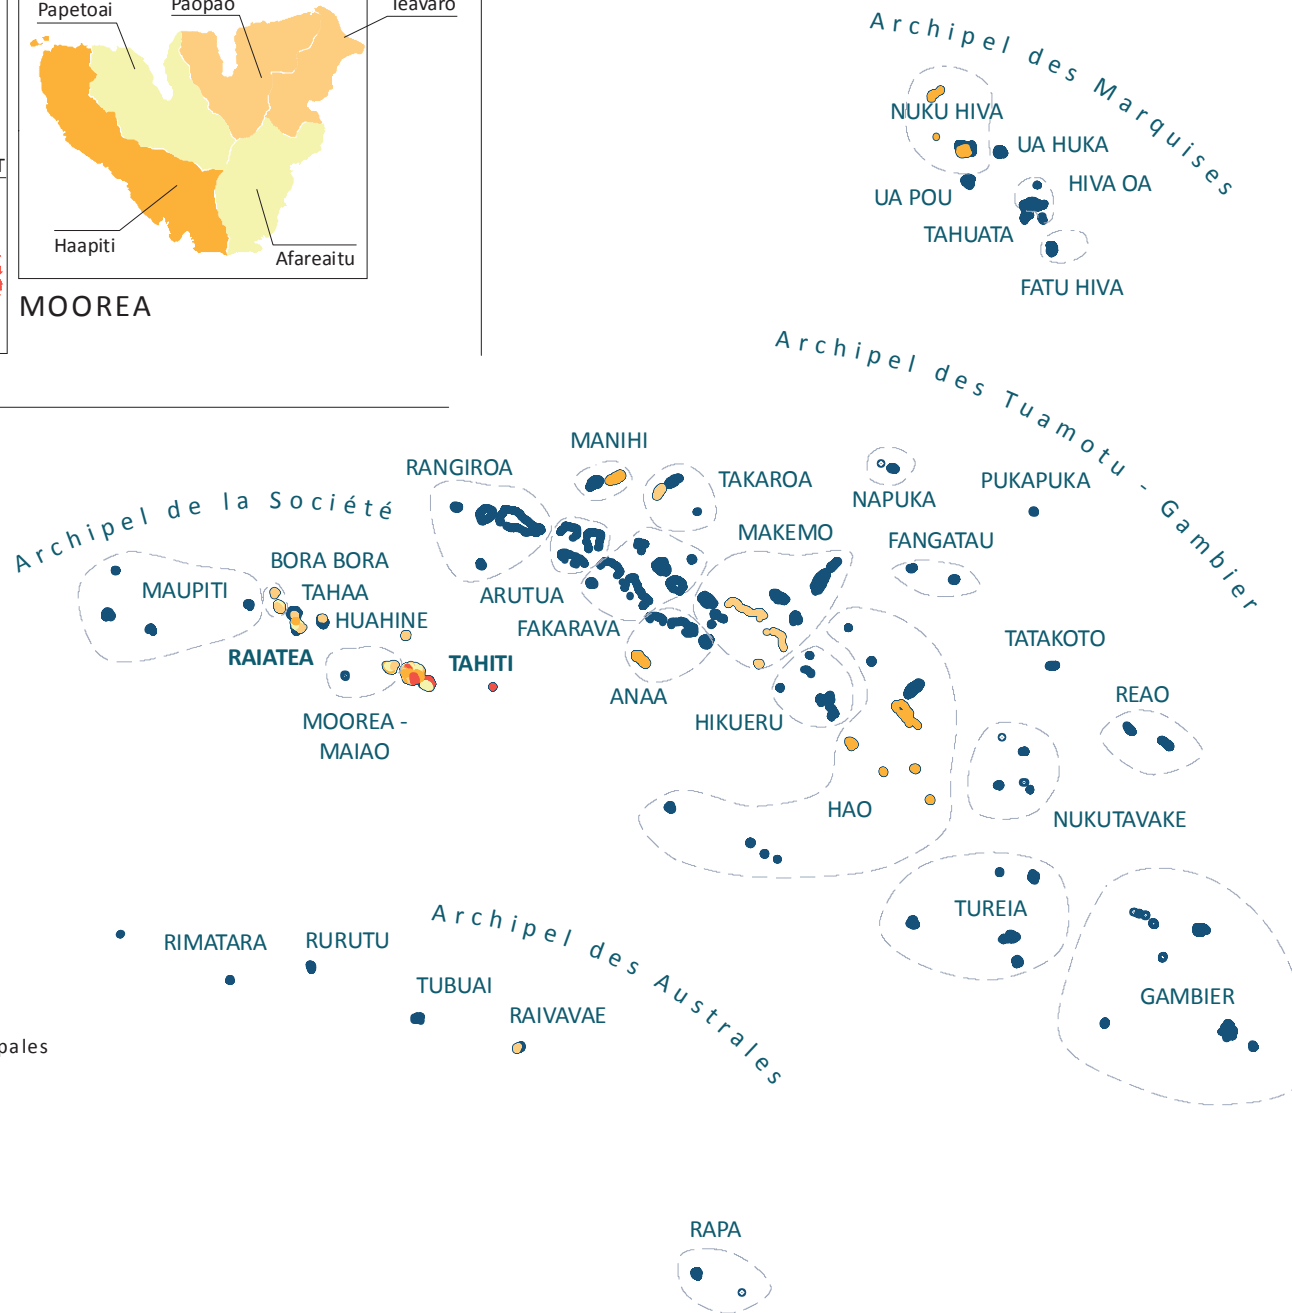 Papetoai
Paopao
Teavaro
Haapiti
Afareaitu
MOOREA
Archipel des Marquises
NUKU HIVA
UA HUKA
UA POU
HIVA OA
TAHUATA
FATU HIVA
Archipel des Tuamotu - Gambier
MANIHI
RANGIROA
TAKAROA
NAPUKA
PUKAPUKA
Archipel de la Société
MAKEMO
FANGATAU
BORA BORA
MAUPITI
TAHAA
ARUTUA
HUAHINE
FAKARAVA
TATAKOTO
RAIATEA
TAHITI
ANAA
REAO
MOOREA -
MAIAO
HIKUERU
HAO
NUKUTAVAKE
Archipel des Australes
TUREIA
RIMATARA
RURUTU
TUBUAI
GAMBIER
RAIVAVAE
RAPA